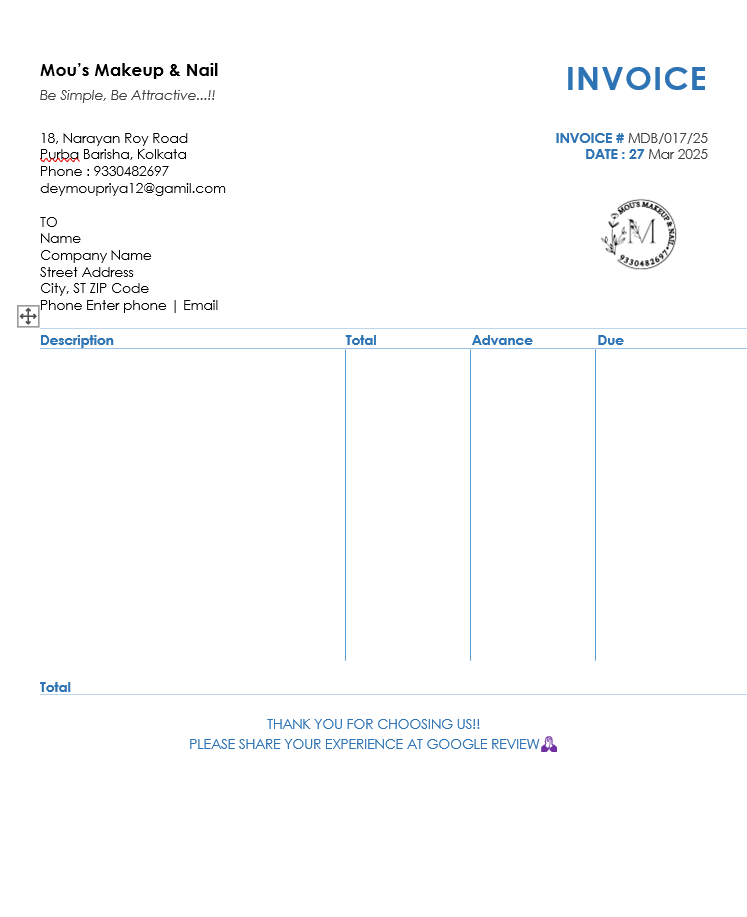 Mou's Makeup & Nail
INVOICE
Be Simple, Be Attractive...!!
18, Narayan Roy Road
Purba Barisha, Kolkata
Phone : 9330482697
deymoupriya12@gamil.com
INVOICE # MDB/017/25
DATE : 27 Mar 2025
MOU'S MAKEUP & NAIL
M
9330482697
TO
Name
Company Name
Street Address
City, ST ZIP Code
Phone Enter phone | Email
Description Total Advance Due
Total
THANK YOU FOR CHOOSING US!!
PLEASE SHARE YOUR EXPERIENCE AT GOOGLE REVIEW